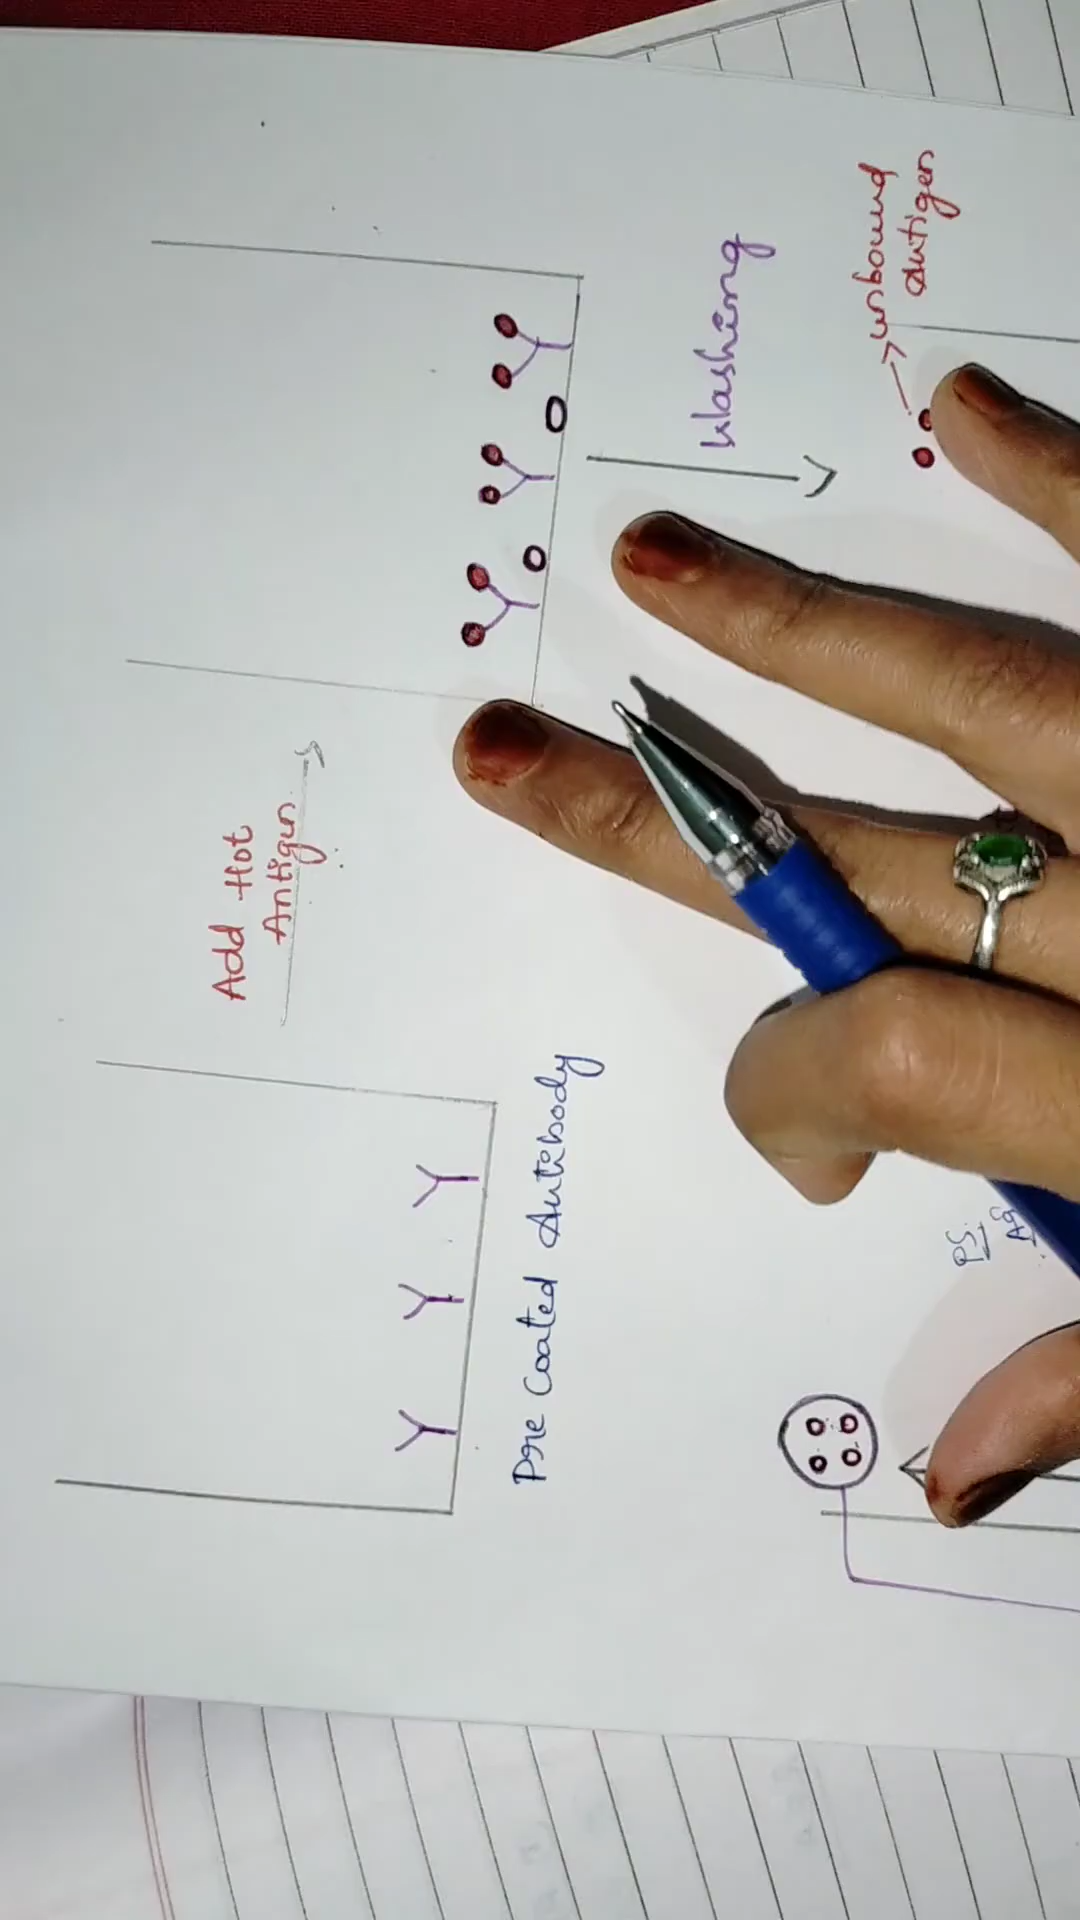 Pre Coated Antibody
Add Hot
Antigen
Washing
unbound
Antigen